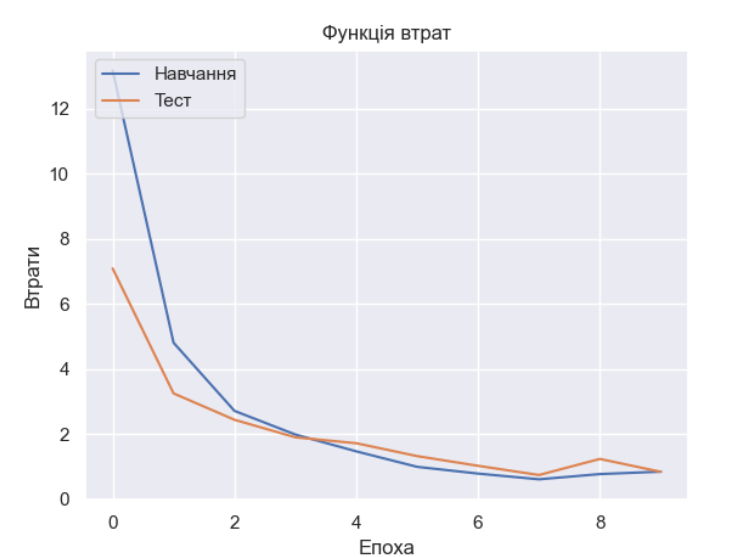 Функція втрат
Навчання
Тест
12
10
8
6
4
2
0
Втрати
0 2 4 6 8
Епоха